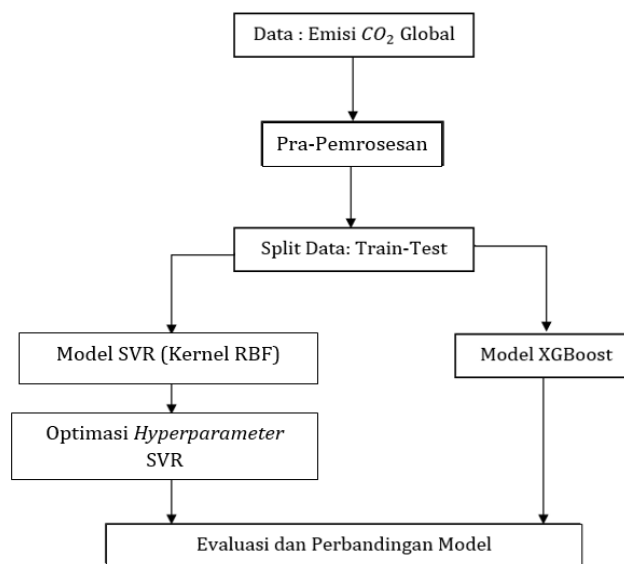 Data : Emisi CO₂ Global
Pra-Pemrosesan
Split Data: Train-Test
Model SVR (Kernel RBF)
Model XGBoost
Optimasi Hyperparameter
SVR
Evaluasi dan Perbandingan Model